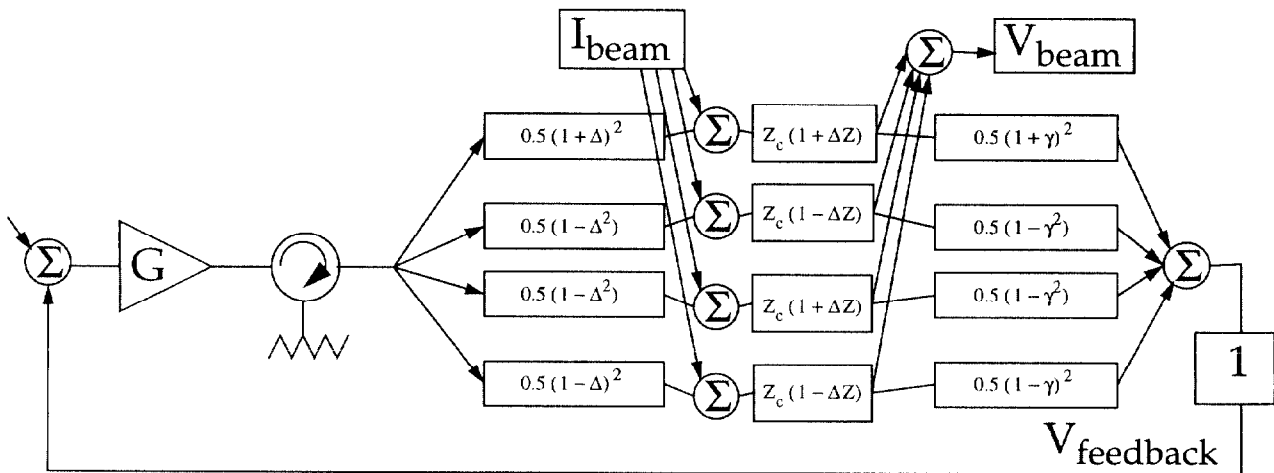 I_beam
Σ
V_beam
0.5 (1 + Δ)^2
Σ
Z_c (1 + ΔZ)
0.5 (1 + γ)^2
0.5 (1 − Δ^2)
Σ
Z_c (1 − ΔZ)
0.5 (1 − γ^2)
Σ
G
Σ
0.5 (1 − Δ^2)
Σ
Z_c (1 + ΔZ)
0.5 (1 − γ^2)
1
0.5 (1 − Δ)^2
Σ
Z_c (1 − ΔZ)
0.5 (1 − γ)^2
V_feedback